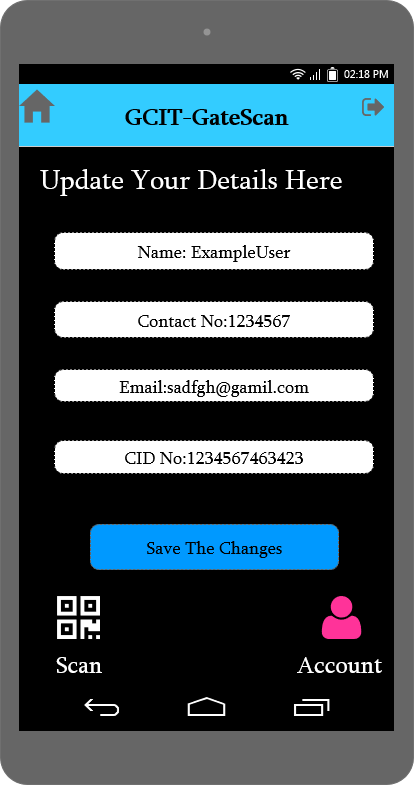 02:18 PM
GCIT-GateScan
Update Your Details Here
Name: ExampleUser
Contact No:1234567
Email:sadfgh@gamil.com
CID No:1234567463423
Save The Changes
Scan
Account